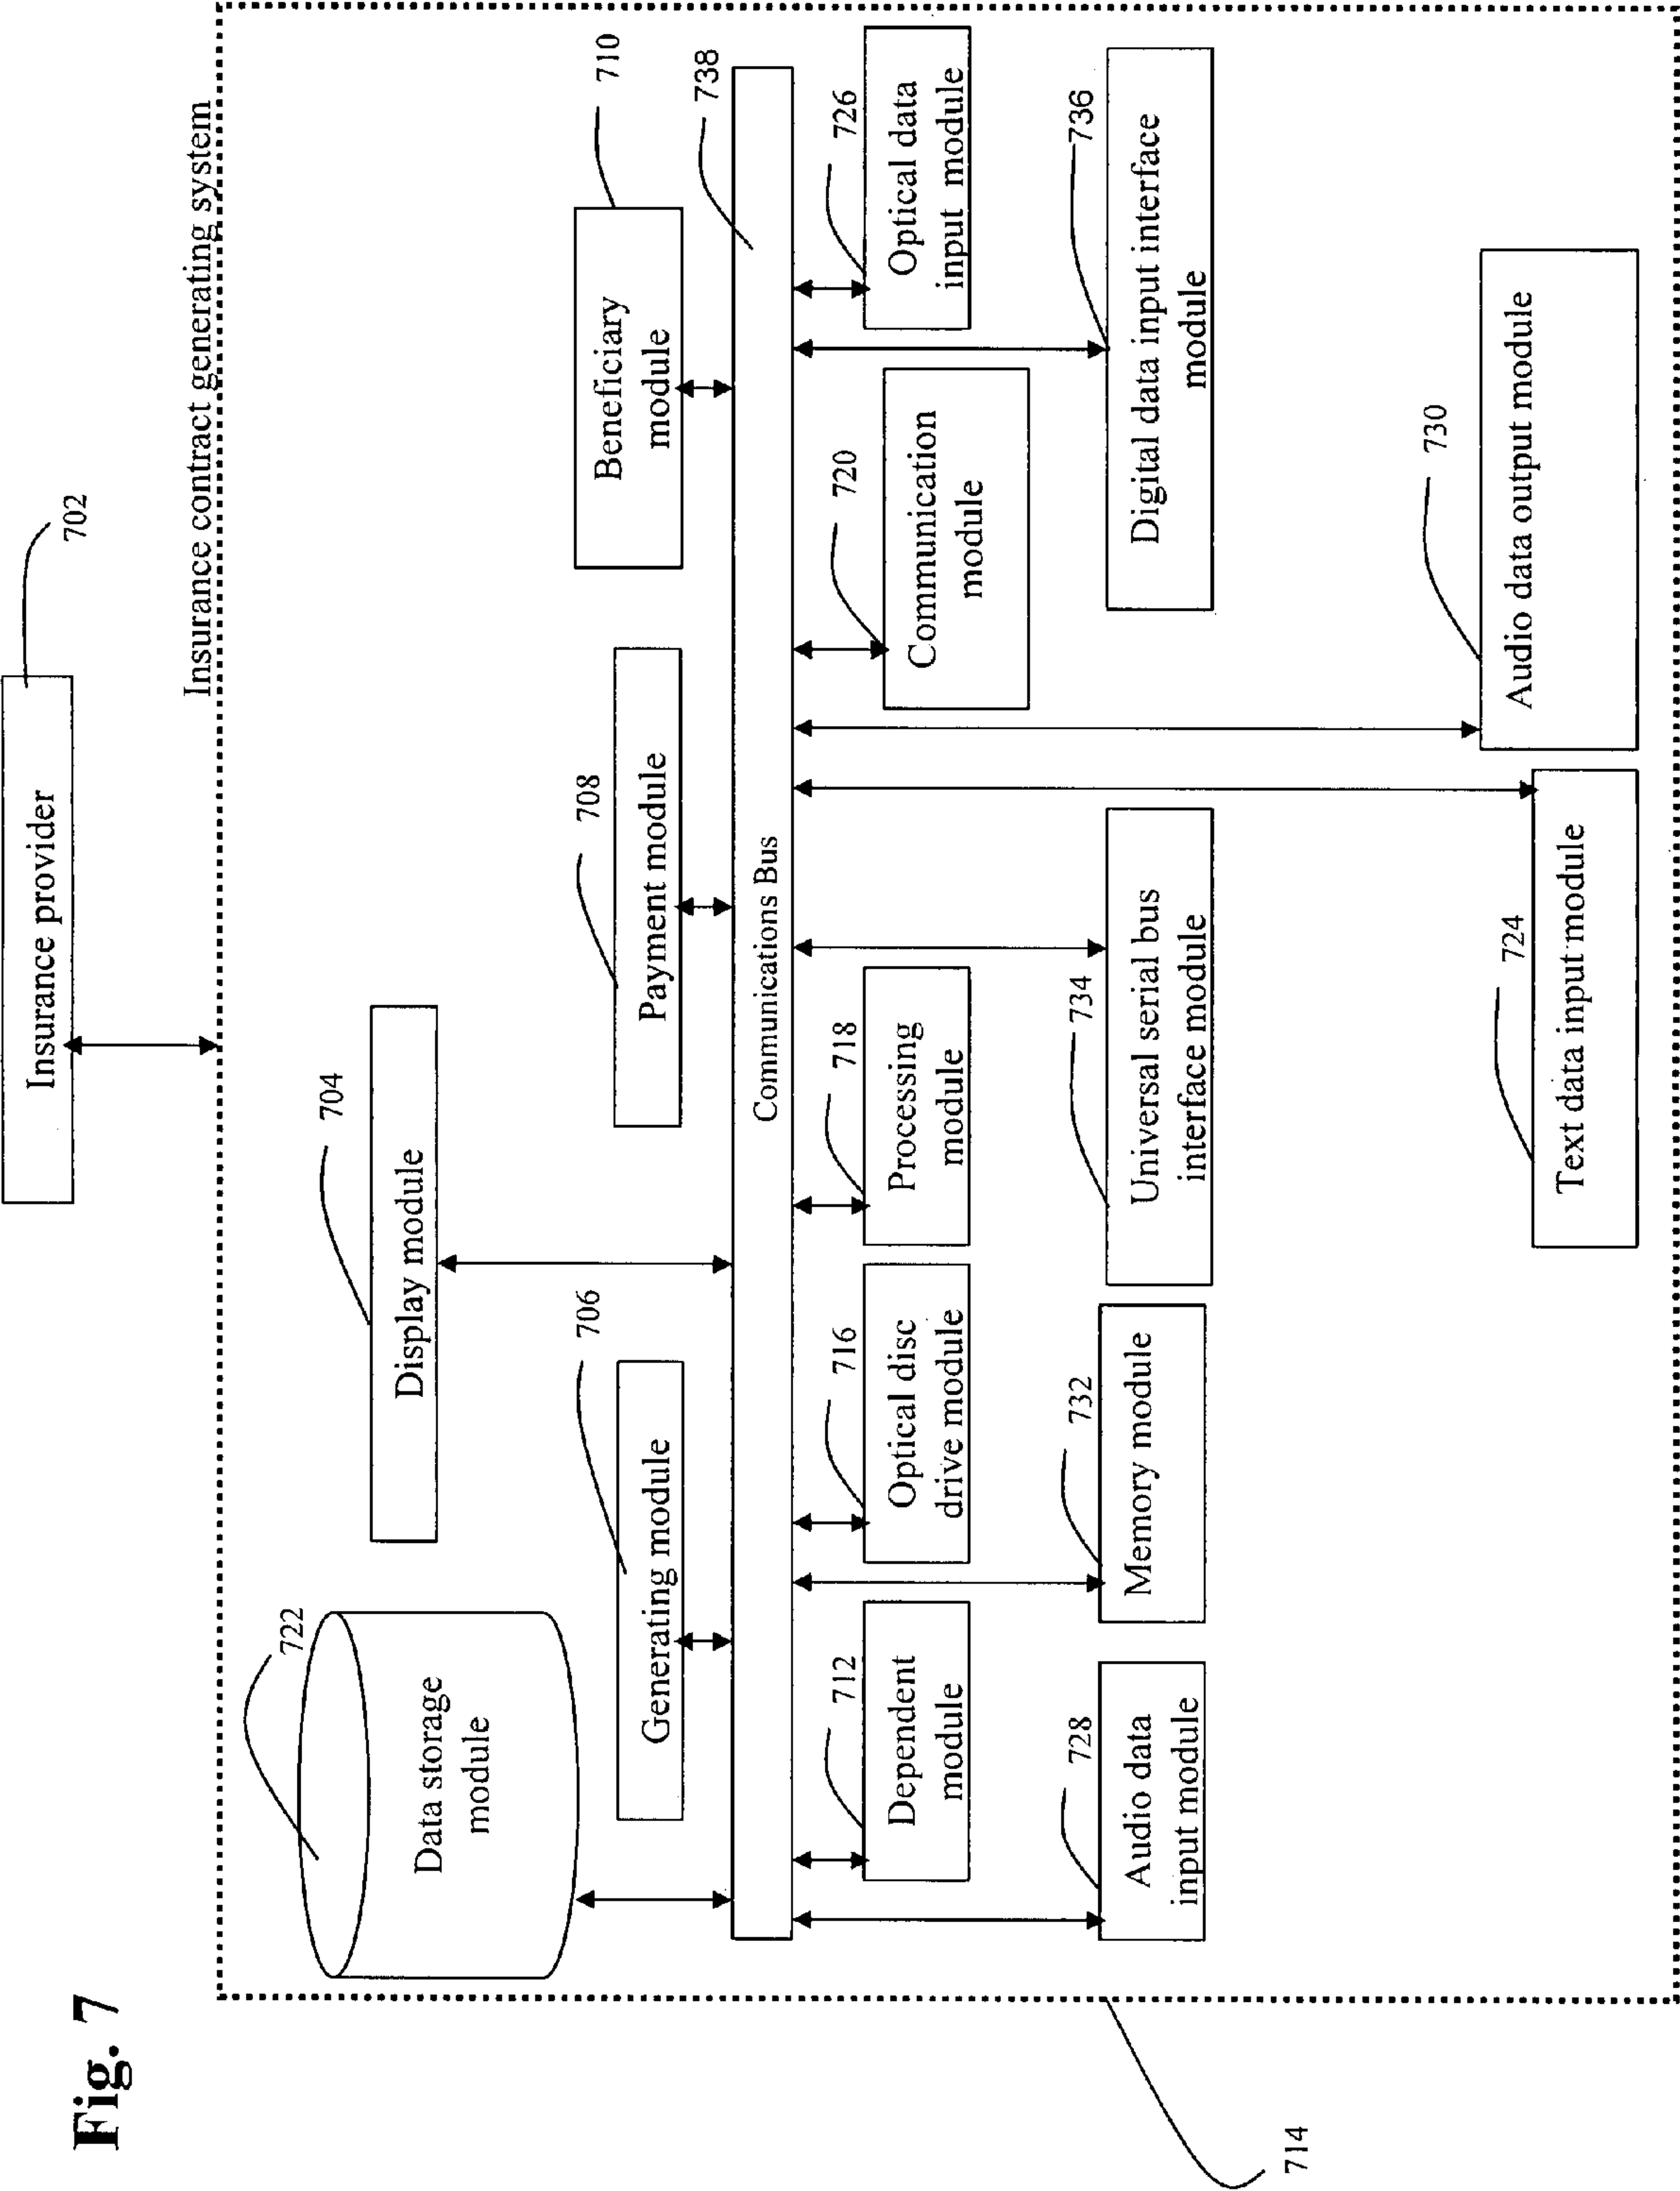 Fig. 7
Insurance provider
702
Insurance contract generating system
714
722
Data storage
module
704
Display module
706
Generating module
708
Payment module
710
Beneficiary
module
738
Communications Bus
712
Dependent
module
716
Optical disc
drive module
718
Processing
module
720
Communication
module
726
Optical data
input module
728
Audio data
input module
732
Memory module
734
Universal serial bus
interface module
736
Digital data input interface
module
724
Text data input module
730
Audio data output module